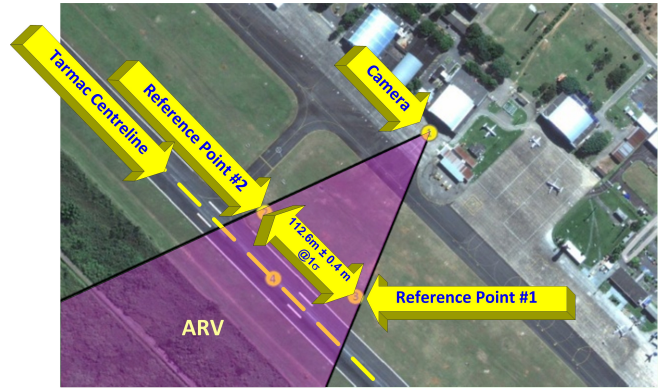 Tarmac Centreline
Reference Point #2
Camera
112.6m ± 0.4 m
@1σ
Reference Point #1
ARV